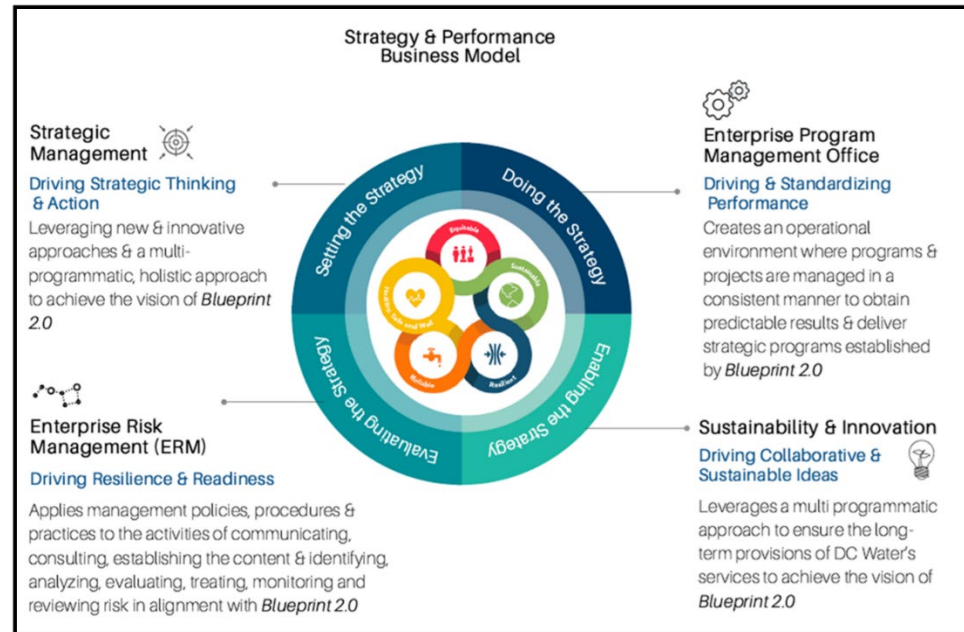 Strategy & Performance
Business Model
Strategic
Management
Driving Strategic Thinking
& Action
Leveraging new & innovative
approaches & a multi-
programmatic, holistic approach
to achieve the vision of Blueprint
2.0
Enterprise Risk
Management (ERM)
Driving Resilience & Readiness
Applies management policies, procedures &
practices to the activities of communicating,
consulting, establishing the content & identifying,
analyzing, evaluating, treating, monitoring and
reviewing risk in alignment with Blueprint 2.0
Setting the Strategy
Doing the Strategy
Enabling the Strategy
Evaluating the Strategy
Equitable
Sustainable
Resilient
Reliable
Healthy, Safe and Well
Enterprise Program
Management Office
Driving & Standardizing
Performance
Creates an operational
environment where programs &
projects are managed in a
consistent manner to obtain
predictable results & deliver
strategic programs established
by Blueprint 2.0
Sustainability & Innovation
Driving Collaborative &
Sustainable Ideas
Leverages a multi programmatic
approach to ensure the long-
term provisions of DC Water's
services to achieve the vision of
Blueprint 2.0